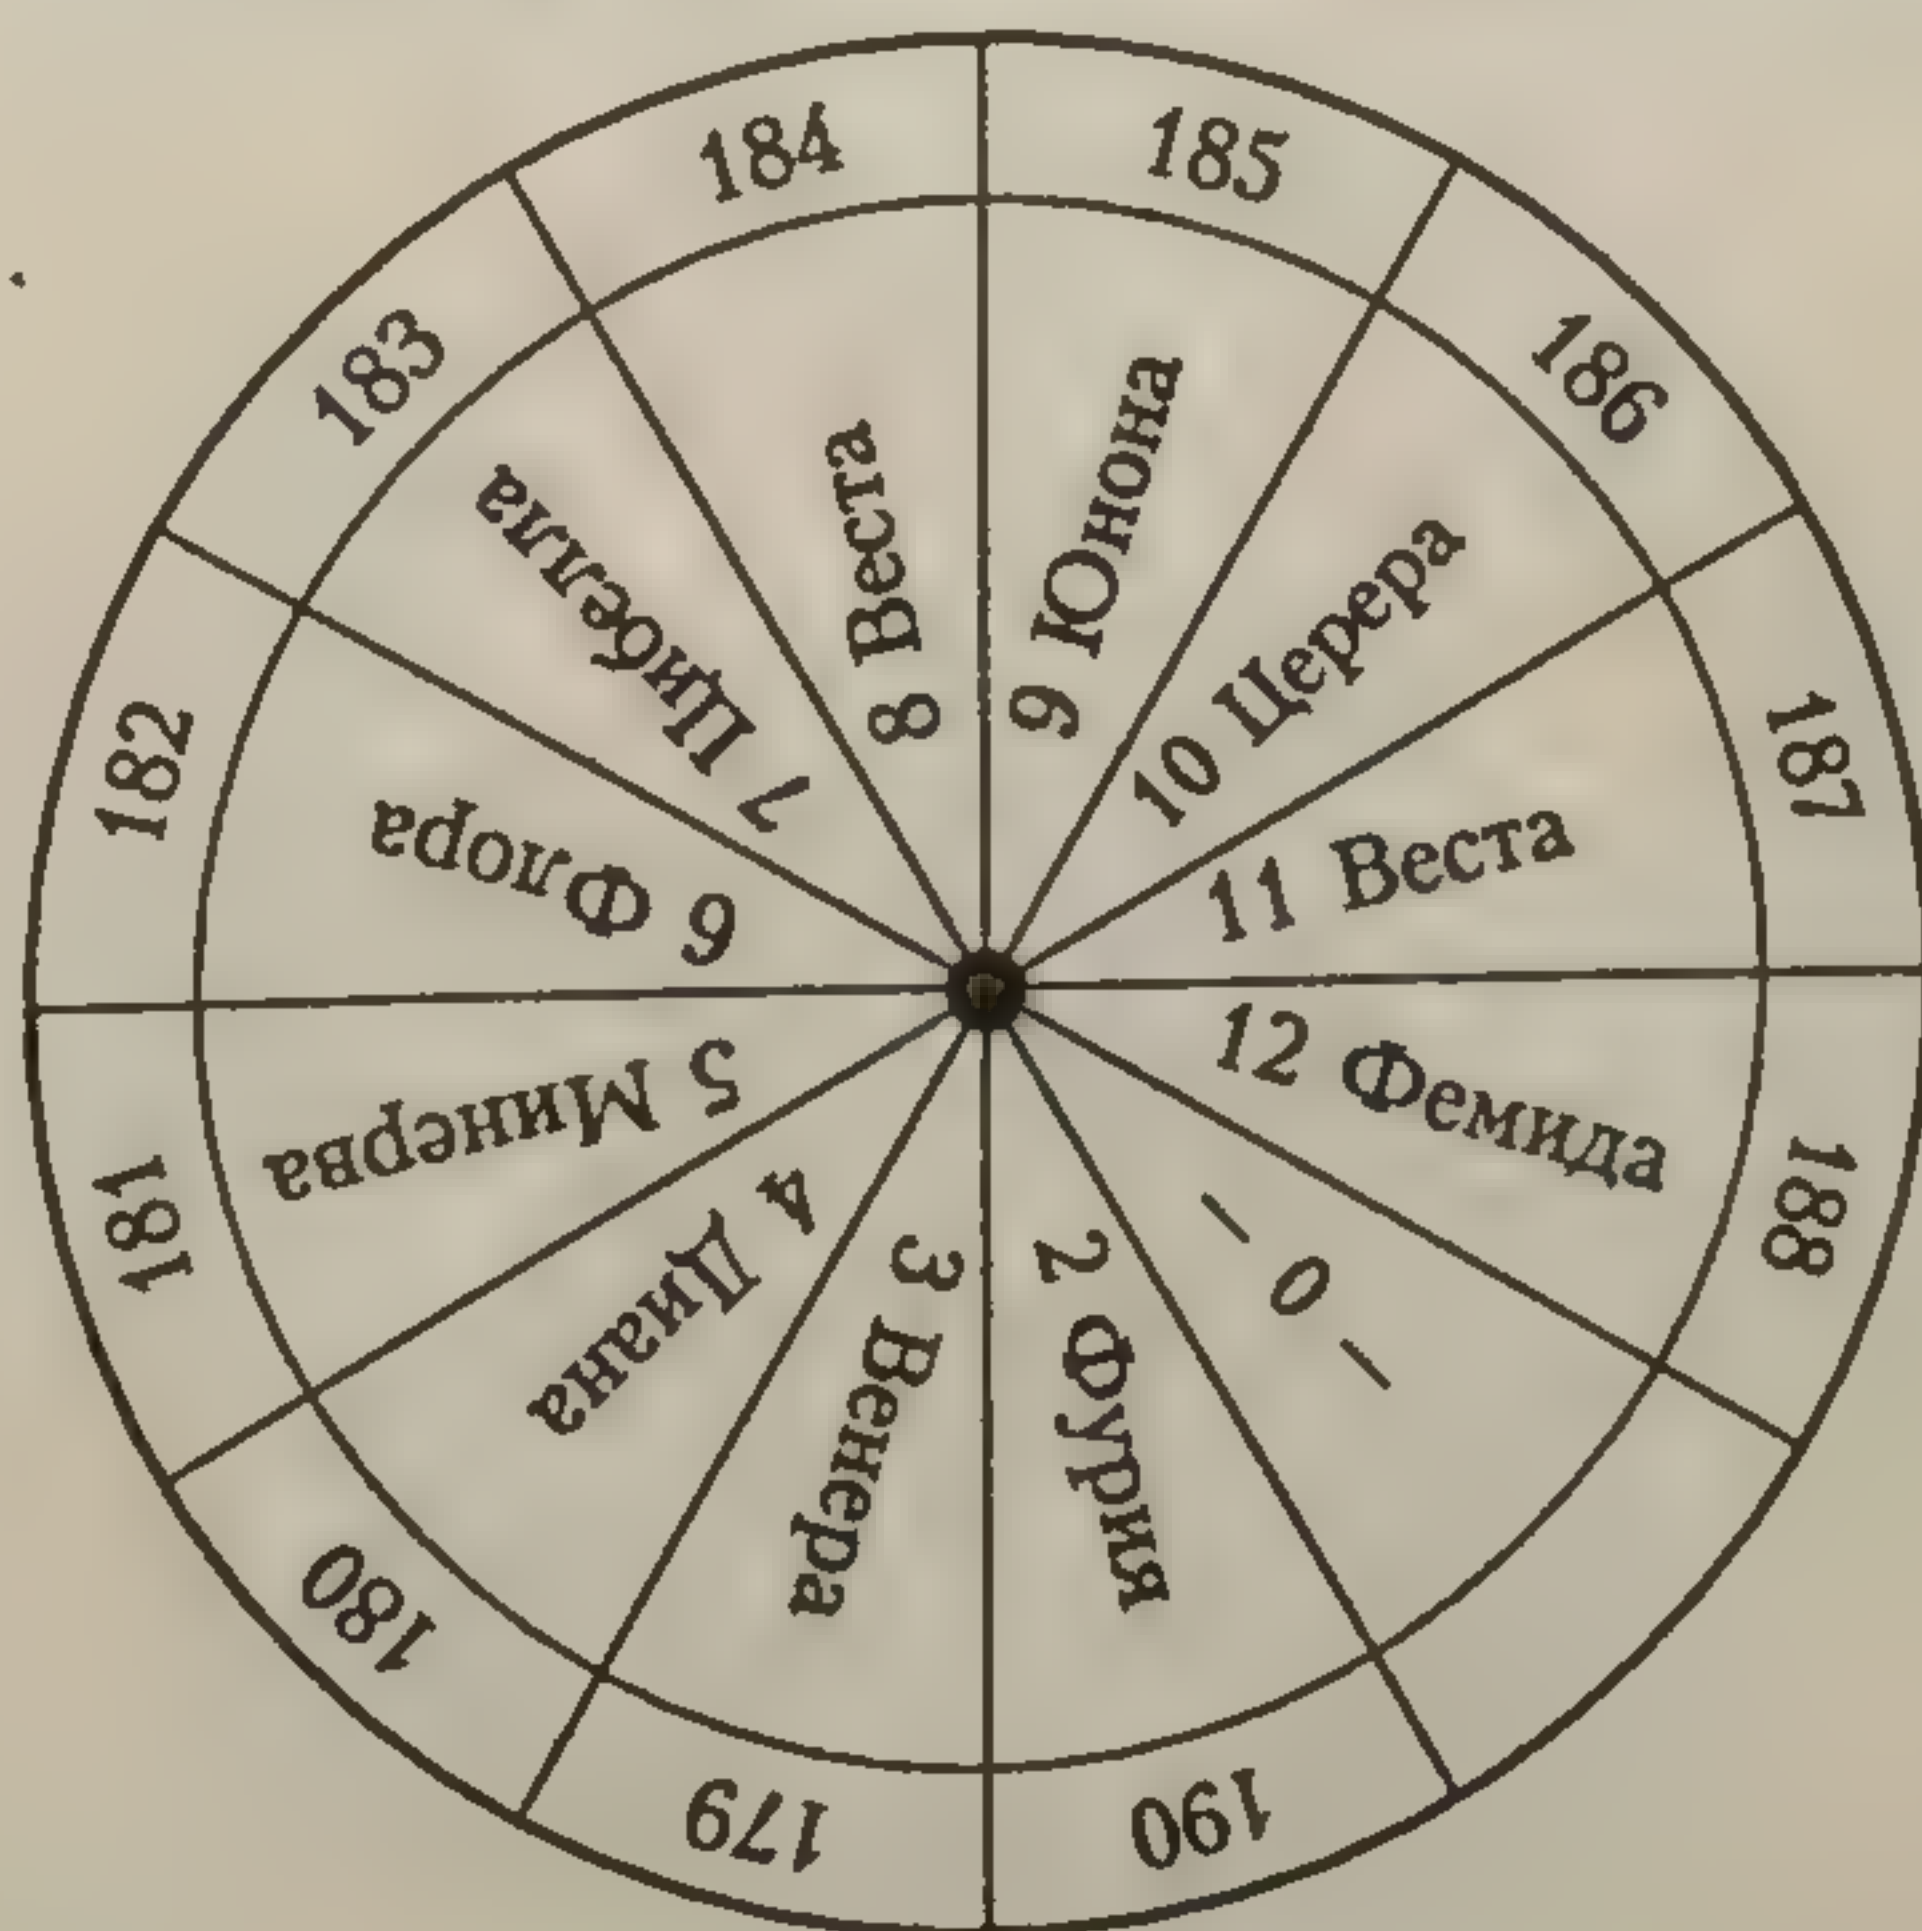 184
185
186
187
188
190
179
180
181
182
183
8 Веста
9 Юнона
10 Церера
11 Веста
12 Фемида
– 0 –
2 Фурия
3 Венера
4 Диана
5 Минерва
6 Флора
7 Цибелла